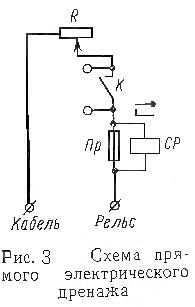 R
K
Пр
СР
Кабель
Рельс
Рис. 3 Схема пря-
мого электрического
дренажа